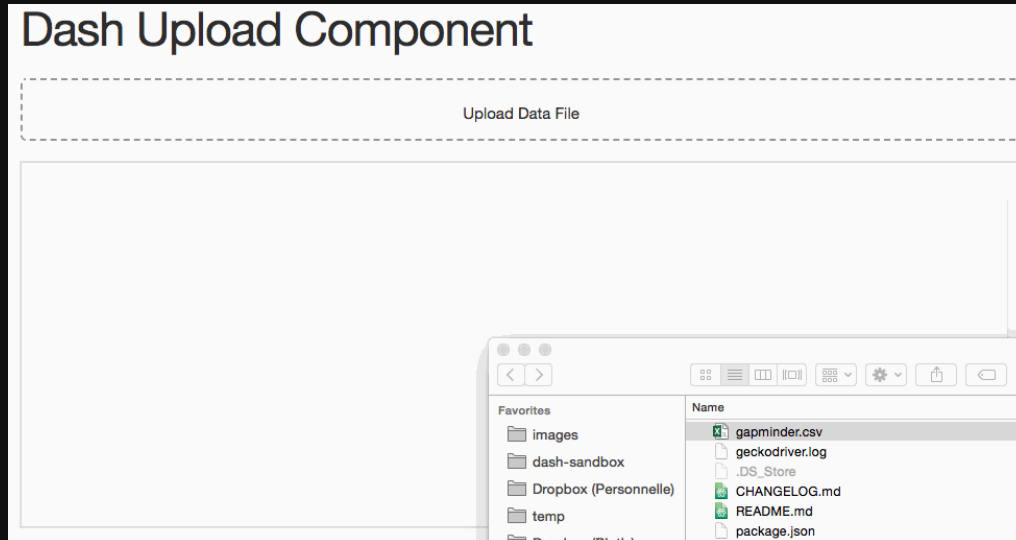 Dash Upload Component
Upload Data File
Favorites
images
dash-sandbox
Dropbox (Personnelle)
temp
Name
gapminder.csv
geckodriver.log
.DS_Store
CHANGELOG.md
README.md
package.json